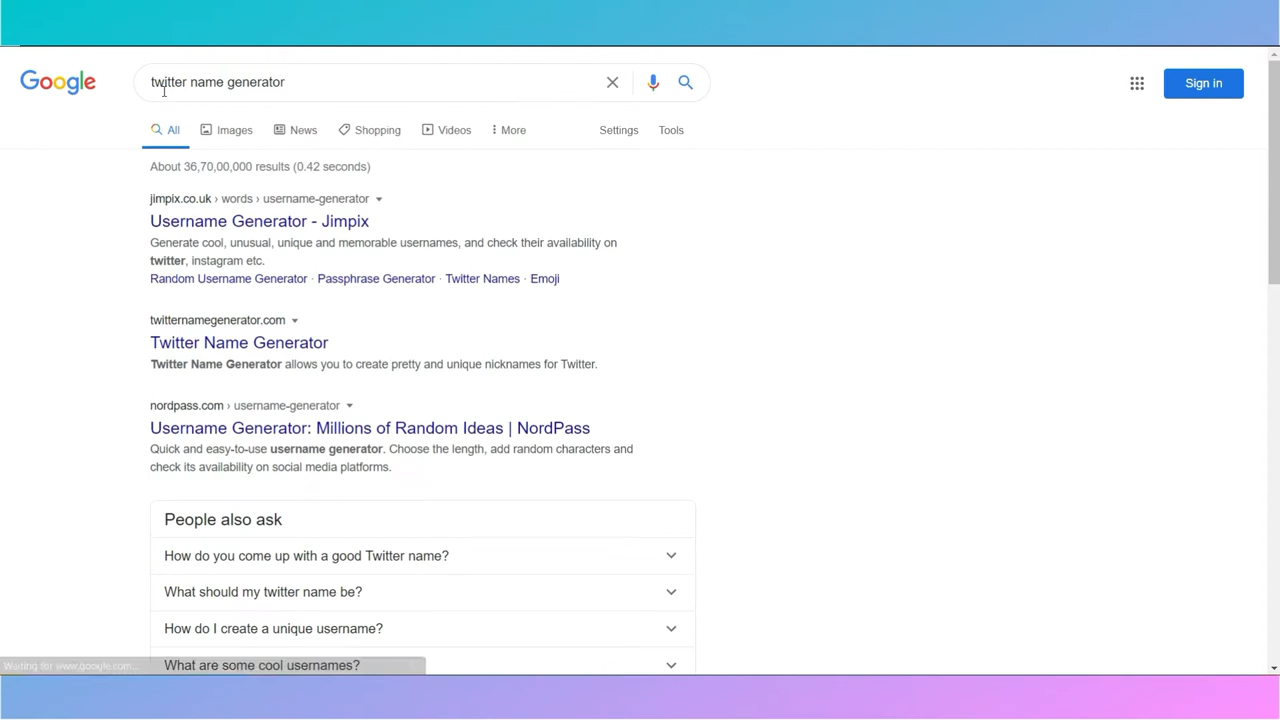 Google
twitter name generator
Sign in
All Images News Shopping Videos More Settings Tools
About 36,70,00,000 results (0.42 seconds)
jimpix.co.uk › words › username-generator
Username Generator - Jimpix
Generate cool, unusual, unique and memorable usernames, and check their availability on
twitter, instagram etc.
Random Username Generator · Passphrase Generator · Twitter Names · Emoji
twitternamegenerator.com
Twitter Name Generator
Twitter Name Generator allows you to create pretty and unique nicknames for Twitter.
nordpass.com › username-generator
Username Generator: Millions of Random Ideas | NordPass
Quick and easy-to-use username generator. Choose the length, add random characters and
check its availability on social media platforms.
People also ask
How do you come up with a good Twitter name?
What should my twitter name be?
How do I create a unique username?
What are some cool usernames?
Waiting for www.google.com...